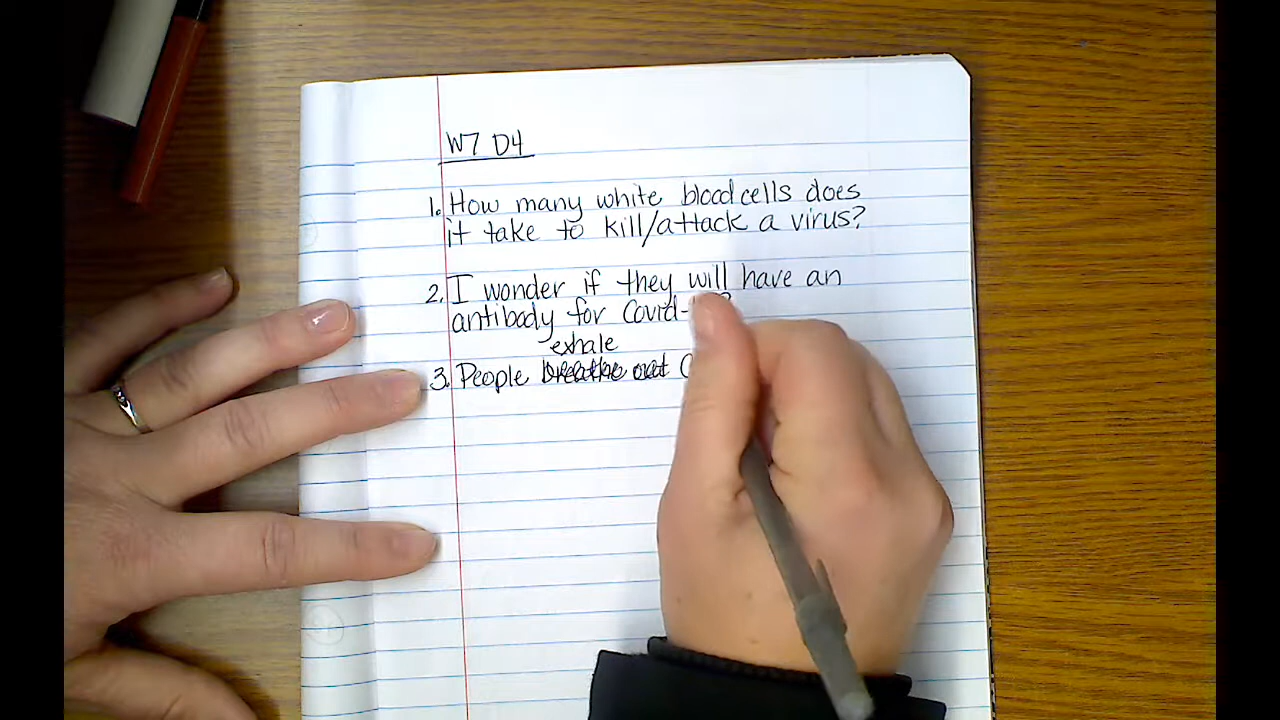 W7 D4
1. How many white blood cells does
it take to kill/attack a virus?
2. I wonder if they will have an
antibody for Covid-
exhale
3. People breathe out